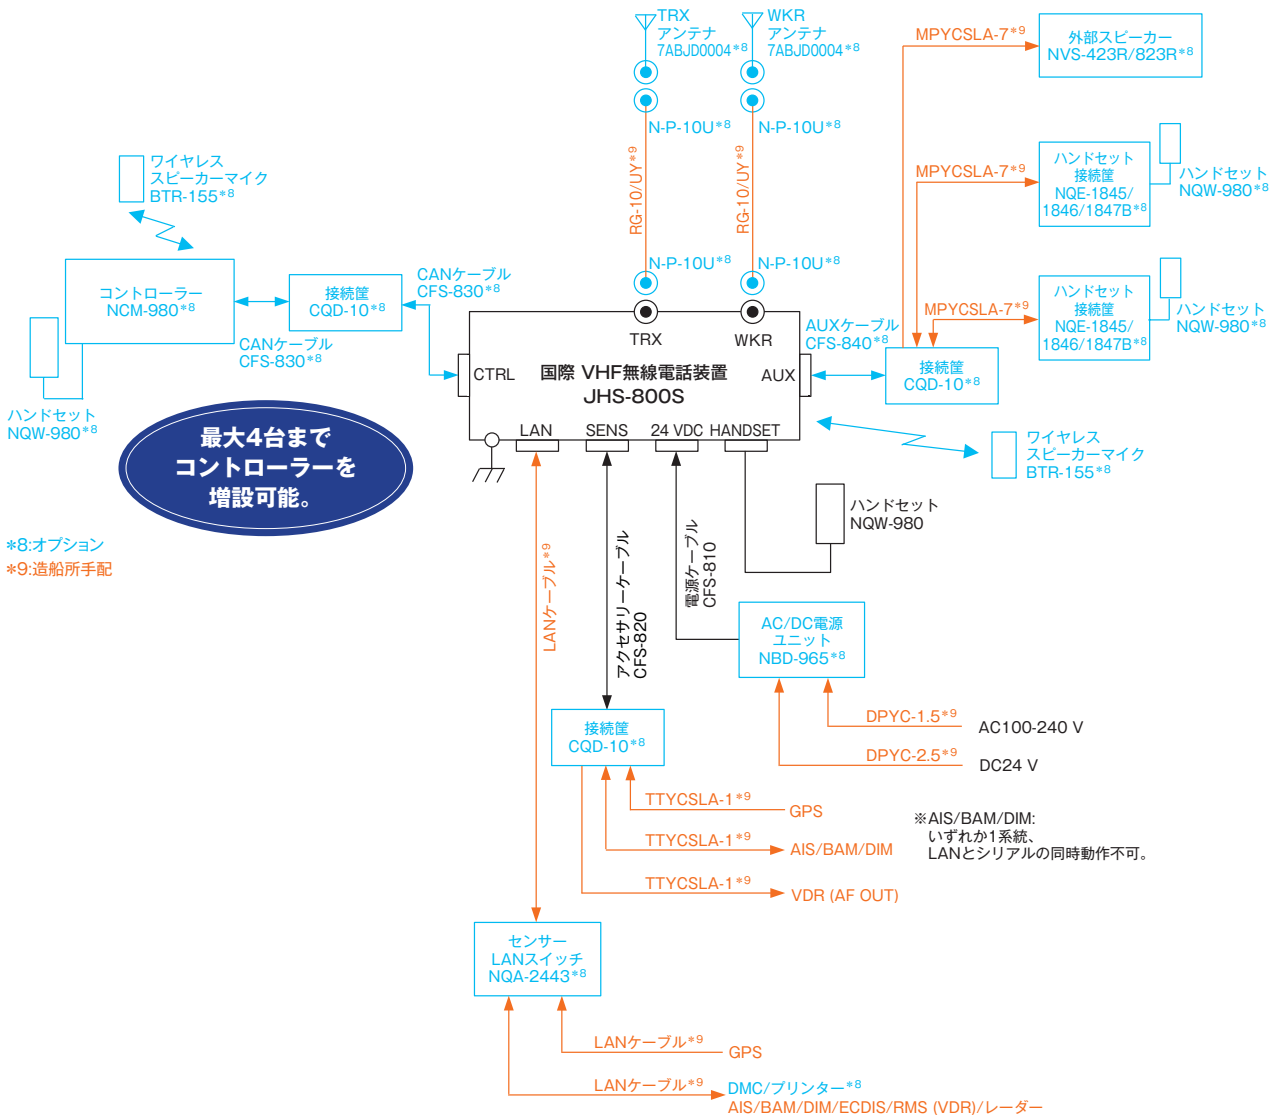 TRX
アンテナ
7ABJD0004*8
WKR
アンテナ
7ABJD0004*8
MPYCSLA-7*9
外部スピーカー
NVS-423R/823R*8
N-P-10U*8
N-P-10U*8
RG-10/UY*9
RG-10/UY*9
ワイヤレス
スピーカーマイク
BTR-155*8
MPYCSLA-7*9
ハンドセット
接続筐
NQE-1845/
1846/1847B*8
ハンドセット
NQW-980*8
N-P-10U*8
N-P-10U*8
コントローラー
NCM-980*8
接続筐
CQD-10*8
CANケーブル
CFS-830*8
CANケーブル
CFS-830*8
ハンドセット
NQW-980*8
MPYCSLA-7*9
ハンドセット
接続筐
NQE-1845/
1846/1847B*8
ハンドセット
NQW-980*8
TRX
WKR
AUXケーブル
CFS-840*8
接続筐
CQD-10*8
CTRL
国際 VHF無線電話装置
JHS-800S
AUX
LAN
SENS
24 VDC
HANDSET
最大4台まで
コントローラーを
増設可能。
ワイヤレス
スピーカーマイク
BTR-155*8
ハンドセット
NQW-980
*8:オプション
*9:造船所手配
LANケーブル*9
アクセサリーケーブル
CFS-820
電源ケーブル
CFS-810
AC/DC電源
ユニット
NBD-965*8
DPYC-1.5*9
AC100-240 V
DPYC-2.5*9
DC24 V
接続筐
CQD-10*8
TTYCSLA-1*9
GPS
TTYCSLA-1*9
AIS/BAM/DIM
TTYCSLA-1*9
VDR (AF OUT)
※AIS/BAM/DIM:
いずれか1系統、
LANとシリアルの同時動作不可。
センサー
LANスイッチ
NQA-2443*8
LANケーブル*9
GPS
LANケーブル*9
DMC/プリンター*8
AIS/BAM/DIM/ECDIS/RMS (VDR)/レーダー